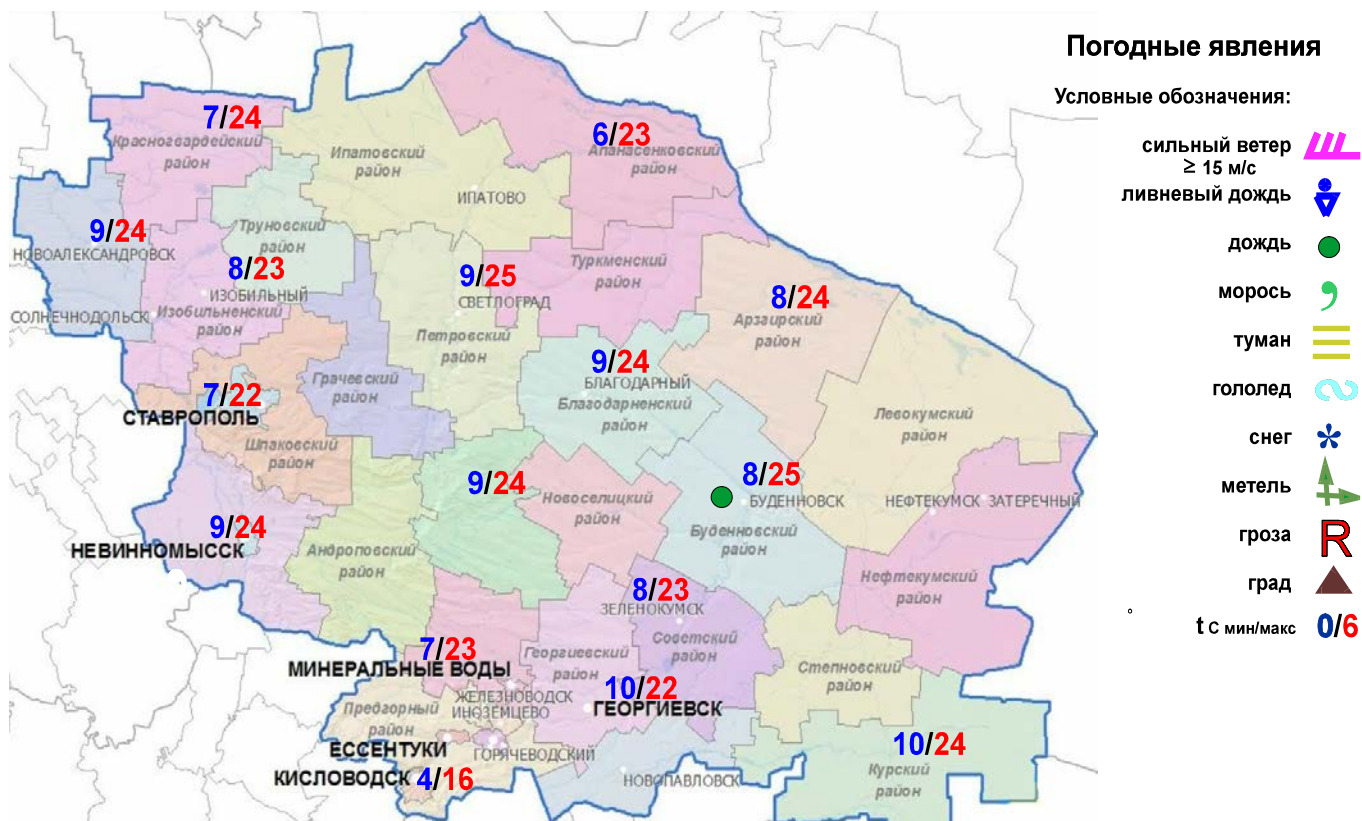 Погодные явления
Условные обозначения:
сильный ветер
≥ 15 м/с
ливневый дождь
дождь
морось
туман
гололед
снег
метель
гроза
R
град
°
t С мин/макс 0/6
7/24
Красногвардейский
район
6/23
Апанасенковский
район
Ипатовский
район
ИПАТОВО
9/24
НОВОАЛЕКСАНДРОВСК
Труновский
район
8/23
ИЗОБИЛЬНЫЙ
СОЛНЕЧНОДОЛЬСК
Изобильненский
район
9/25
СВЕТЛОГРАД
Петровский
район
Туркменский
район
8/24
Арзгирский
район
7/22
СТАВРОПОЛЬ
Грачевский
район
9/24
БЛАГОДАРНЫЙ
Благодарненский
район
Левокумский
район
Шпаковский
район
9/24
Новоселицкий
район
8/25
БУДЕННОВСК
Буденновский
район
НЕФТЕКУМСК
ЗАТЕРЕЧНЫЙ
9/24
НЕВИННОМЫССК
Андроповский
район
Нефтекумский
район
8/23
ЗЕЛЕНОКУМСК
Советский
район
7/23
МИНЕРАЛЬНЫЕ ВОДЫ
Георгиевский
район
Степновский
район
10/22
ГЕОРГИЕВСК
ЖЕЛЕЗНОВОДСК
ИНОЗЕМЦЕВО
Предгорный
район
ЕССЕНТУКИ
ГОРЯЧЕВОДСКИЙ
КИСЛОВОДСК 4/16
НОВОПАВЛОВСК
10/24
Курский
район